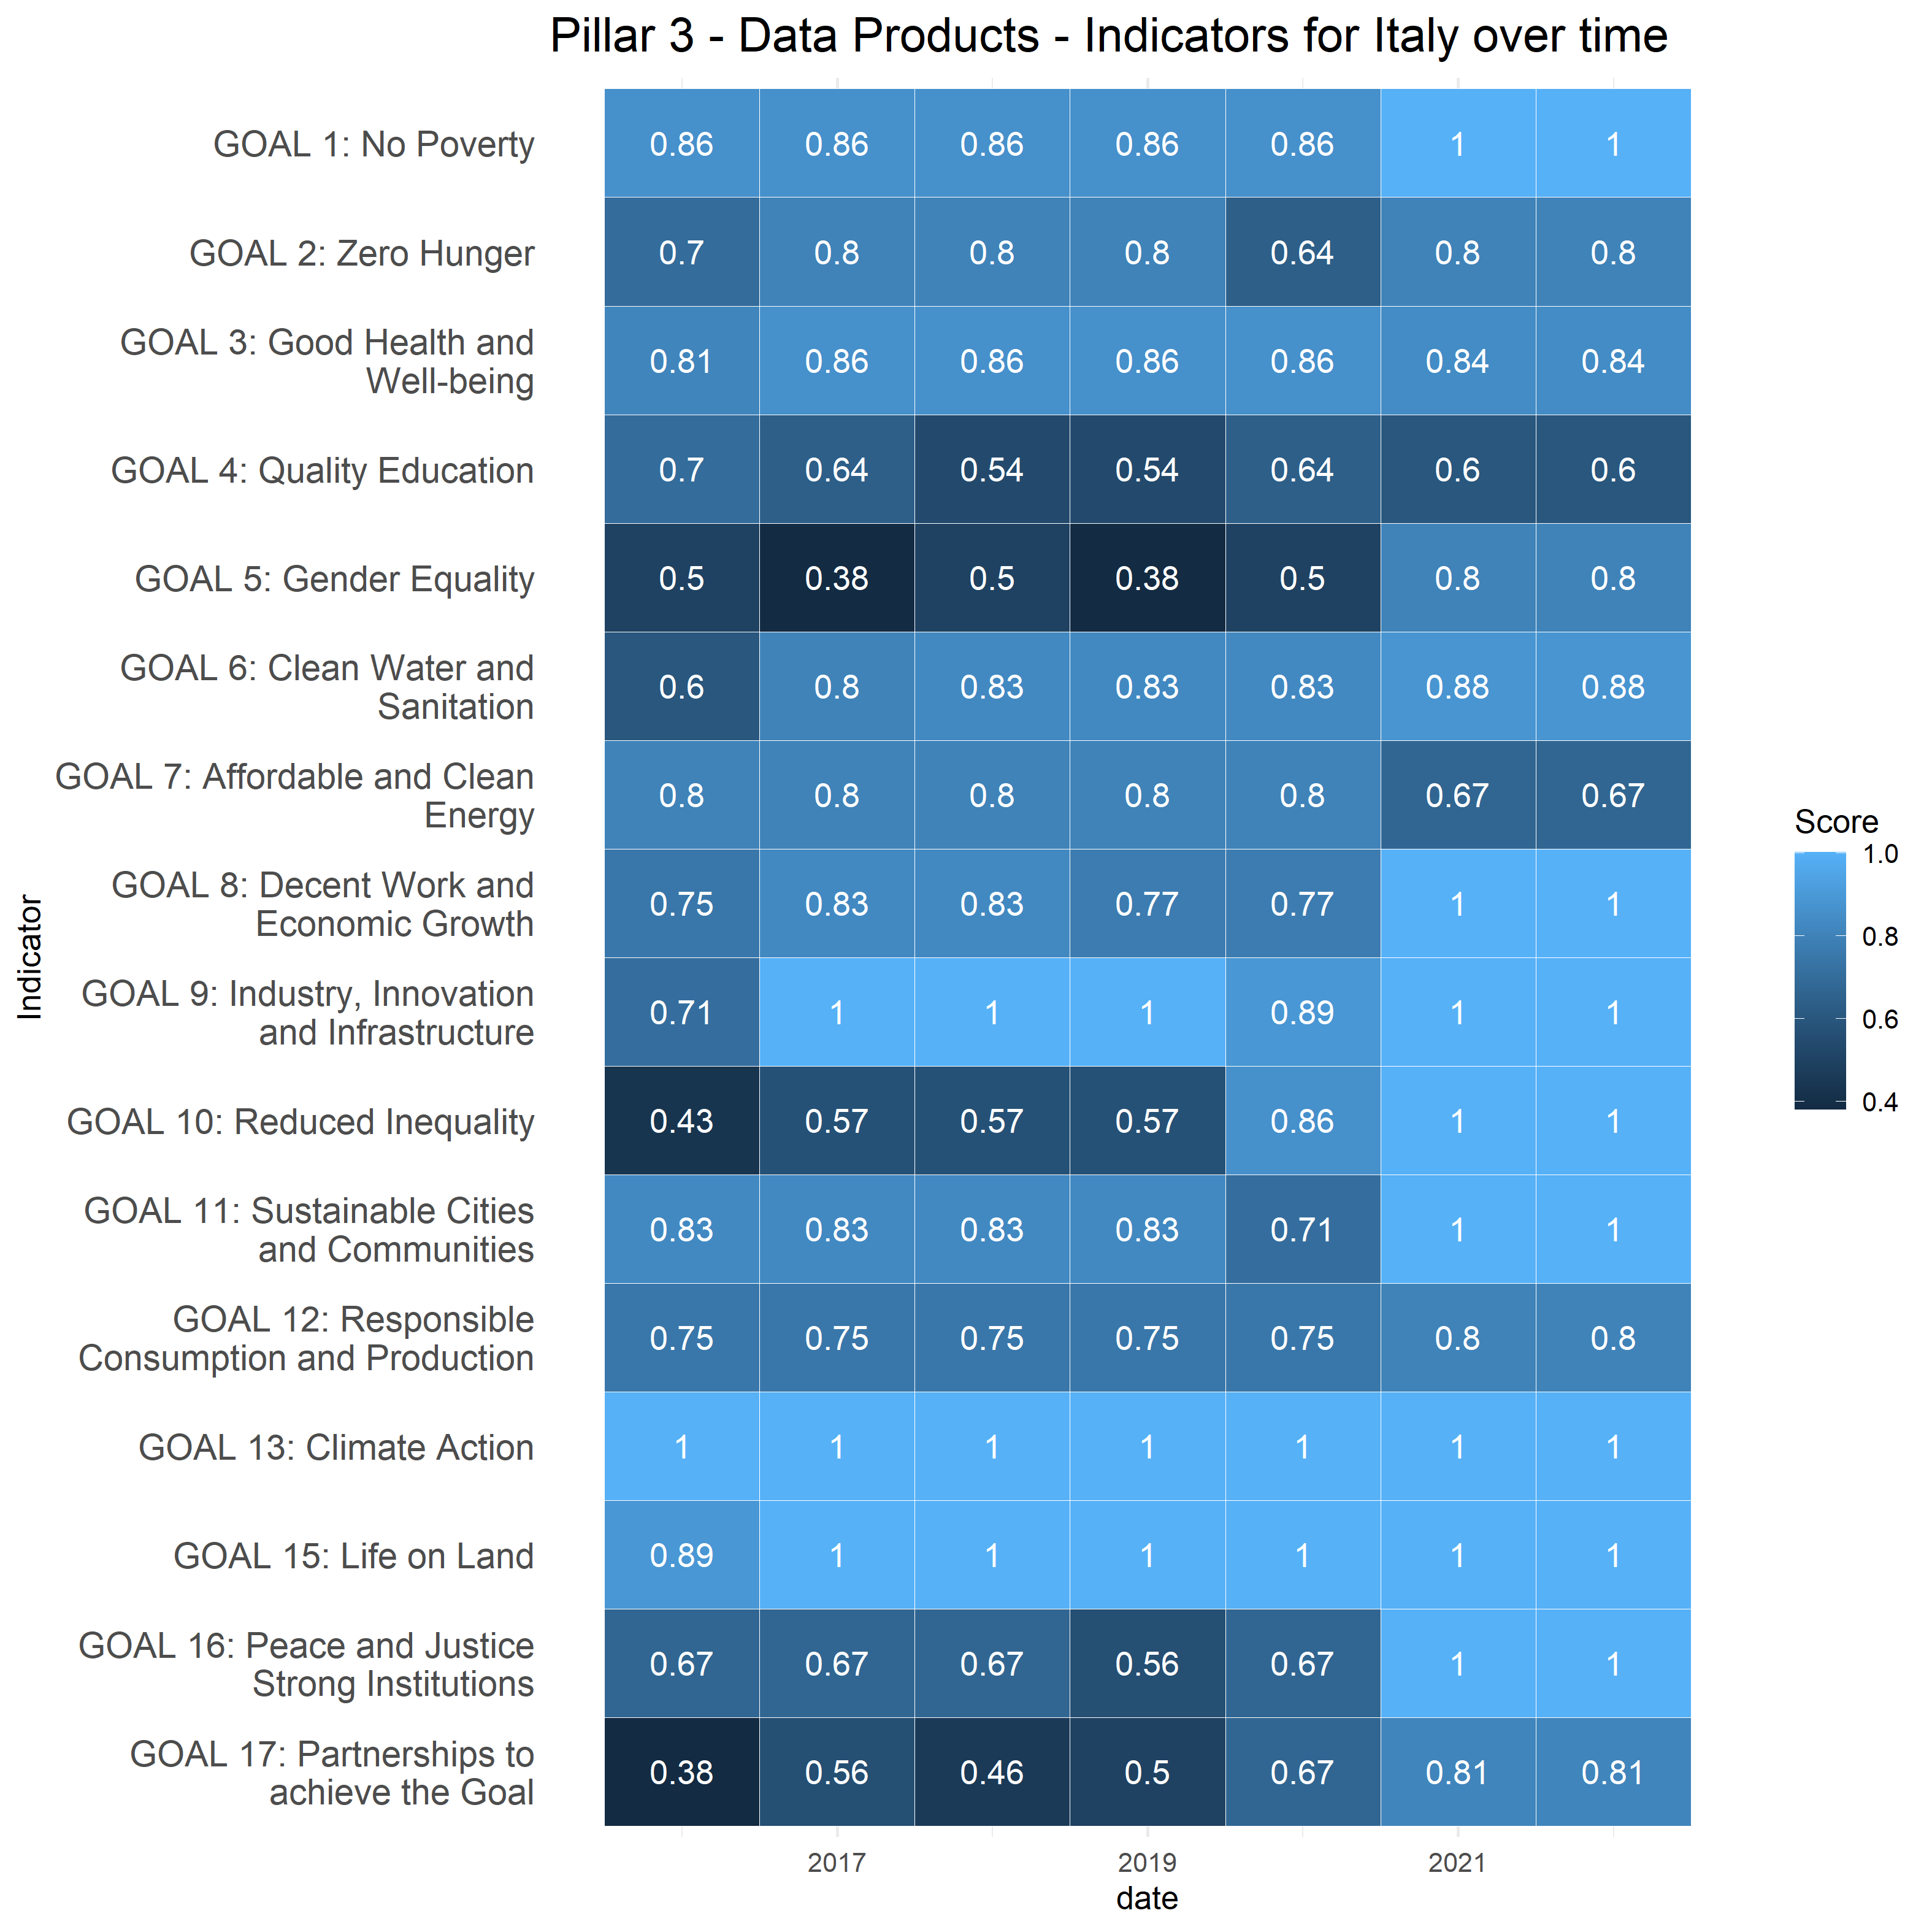 Pillar 3 - Data Products - Indicators for Italy over time
GOAL 1: No Poverty
0.86 0.86 0.86 0.86 0.86 1 1
GOAL 2: Zero Hunger
0.7 0.8 0.8 0.8 0.64 0.8 0.8
GOAL 3: Good Health and
Well-being
0.81 0.86 0.86 0.86 0.86 0.84 0.84
GOAL 4: Quality Education
0.7 0.64 0.54 0.54 0.64 0.6 0.6
GOAL 5: Gender Equality
0.5 0.38 0.5 0.38 0.5 0.8 0.8
GOAL 6: Clean Water and
Sanitation
0.6 0.8 0.83 0.83 0.83 0.88 0.88
GOAL 7: Affordable and Clean
Energy
0.8 0.8 0.8 0.8 0.8 0.67 0.67
GOAL 8: Decent Work and
Economic Growth
0.75 0.83 0.83 0.77 0.77 1 1
GOAL 9: Industry, Innovation
and Infrastructure
0.71 1 1 1 0.89 1 1
GOAL 10: Reduced Inequality
0.43 0.57 0.57 0.57 0.86 1 1
GOAL 11: Sustainable Cities
and Communities
0.83 0.83 0.83 0.83 0.71 1 1
GOAL 12: Responsible
Consumption and Production
0.75 0.75 0.75 0.75 0.75 0.8 0.8
GOAL 13: Climate Action
1 1 1 1 1 1 1
GOAL 15: Life on Land
0.89 1 1 1 1 1 1
GOAL 16: Peace and Justice
Strong Institutions
0.67 0.67 0.67 0.56 0.67 1 1
GOAL 17: Partnerships to
achieve the Goal
0.38 0.56 0.46 0.5 0.67 0.81 0.81
2017 2019 2021
date
Indicator
Score
1.0
0.8
0.6
0.4